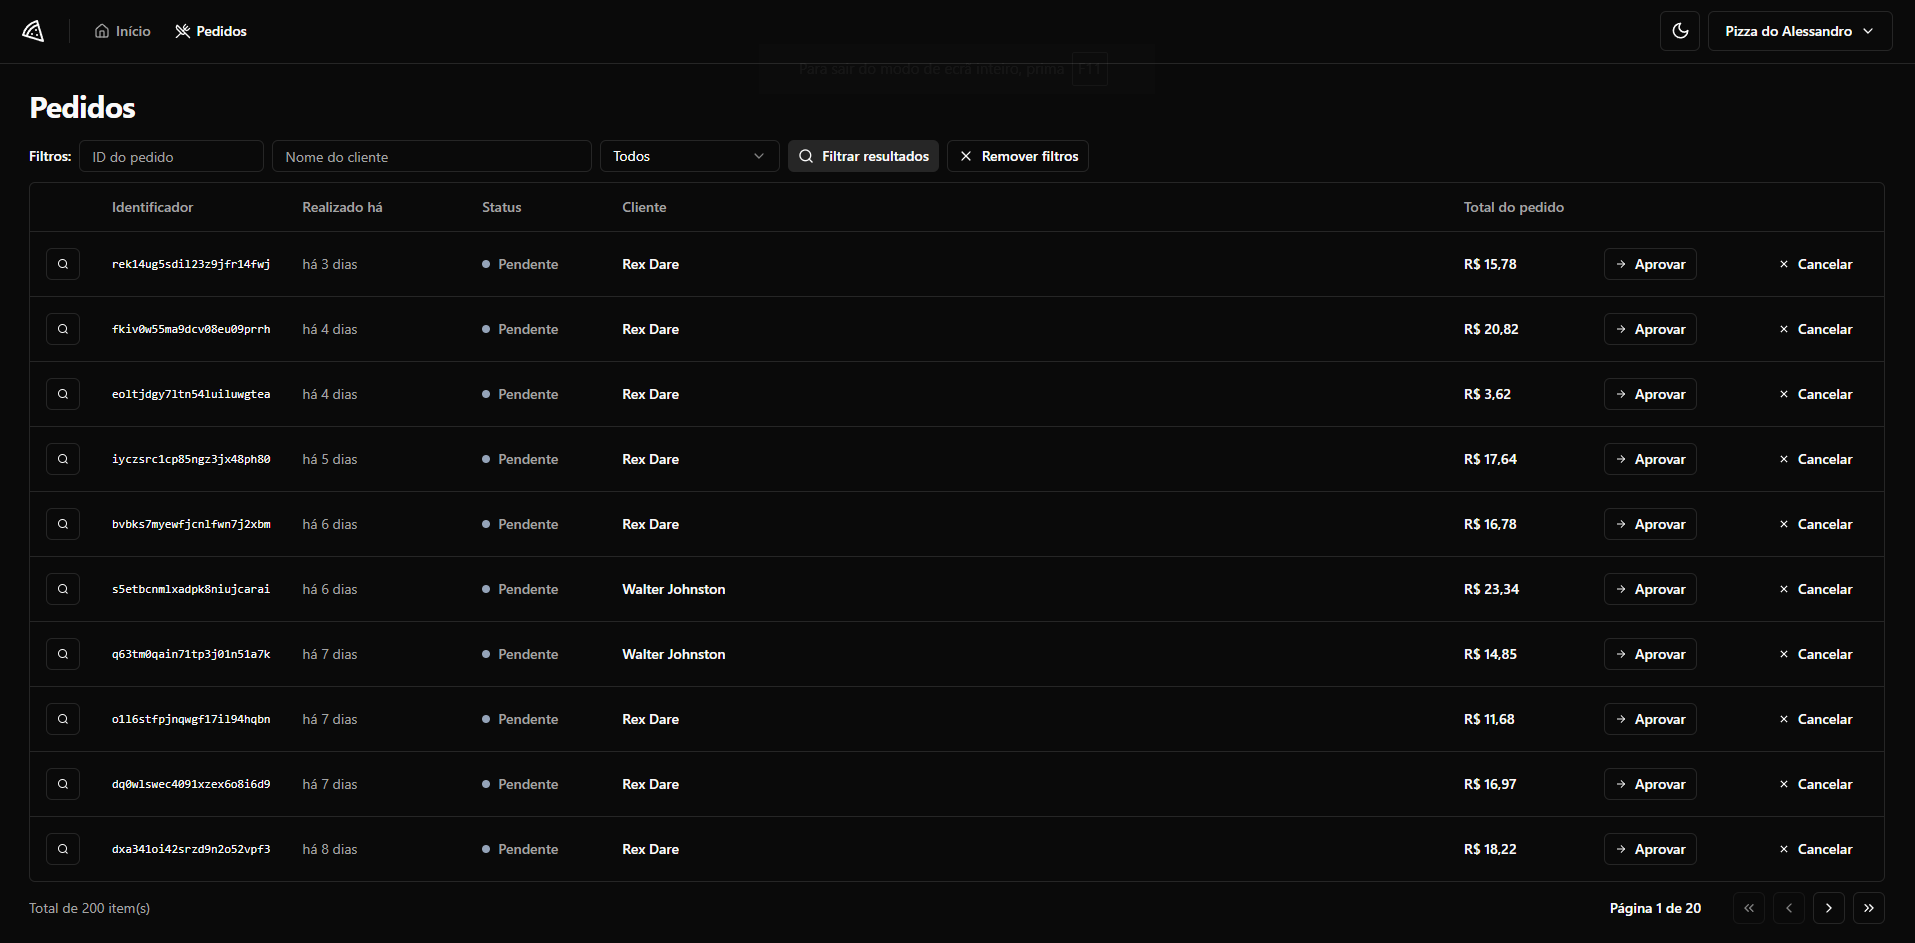 Início Pedidos Pizza do Alessandro
Para sair do modo de ecrã inteiro, prima F11
Pedidos
Filtros: ID do pedido Nome do cliente Todos Filtrar resultados Remover filtros
Identificador Realizado há Status Cliente Total do pedido
rek14ug5sdil23z9jfr14fwj há 3 dias Pendente Rex Dare R$ 15,78 Aprovar Cancelar
fkiv0w55ma9dcv08eu09prrh há 4 dias Pendente Rex Dare R$ 20,82 Aprovar Cancelar
eoltjdgy7ltn54luiluwgtea há 4 dias Pendente Rex Dare R$ 3,62 Aprovar Cancelar
iyczsrc1cp85ngz3jx48ph80 há 5 dias Pendente Rex Dare R$ 17,64 Aprovar Cancelar
bvbks7myewfjcnlfwn7j2xbm há 6 dias Pendente Rex Dare R$ 16,78 Aprovar Cancelar
s5etbcnmlxadpk8niujcarai há 6 dias Pendente Walter Johnston R$ 23,34 Aprovar Cancelar
q63tm0qain71tp3j01n51a7k há 7 dias Pendente Walter Johnston R$ 14,85 Aprovar Cancelar
o1l6stfpjnqwgf17il94hqbn há 7 dias Pendente Rex Dare R$ 11,68 Aprovar Cancelar
dq0wlswec4091xzex6o8i6d9 há 7 dias Pendente Rex Dare R$ 16,97 Aprovar Cancelar
dxa341oi42srzd9n2o52vpf3 há 8 dias Pendente Rex Dare R$ 18,22 Aprovar Cancelar
Total de 200 item(s) Página 1 de 20